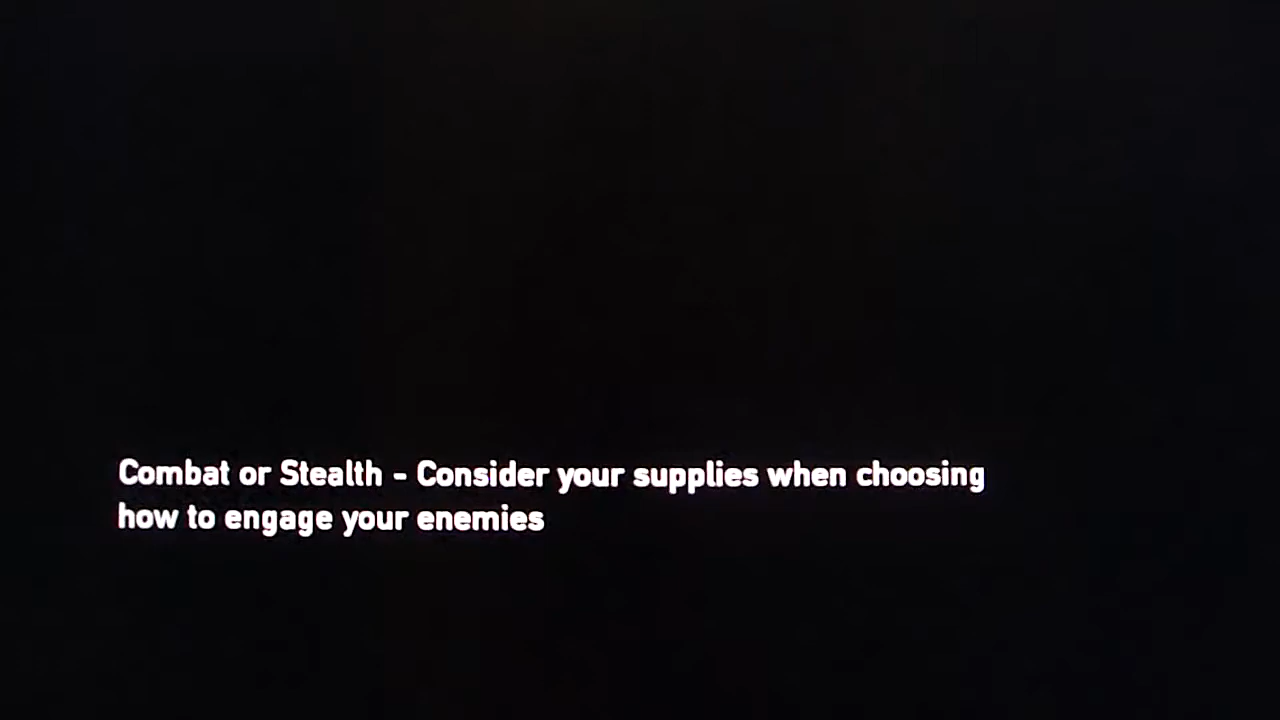 Combat or Stealth - Consider your supplies when choosing
how to engage your enemies